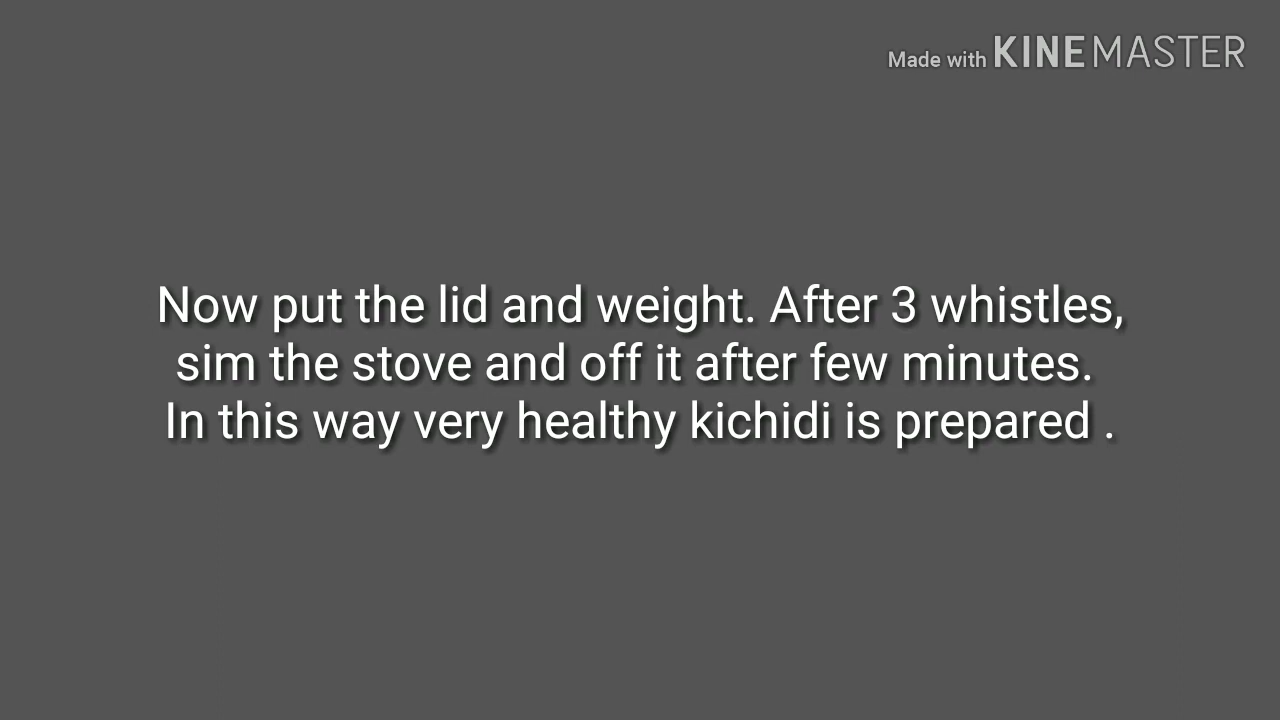 Made with KINEMASTER
Now put the lid and weight. After 3 whistles,
sim the stove and off it after few minutes.
In this way very healthy kichidi is prepared .